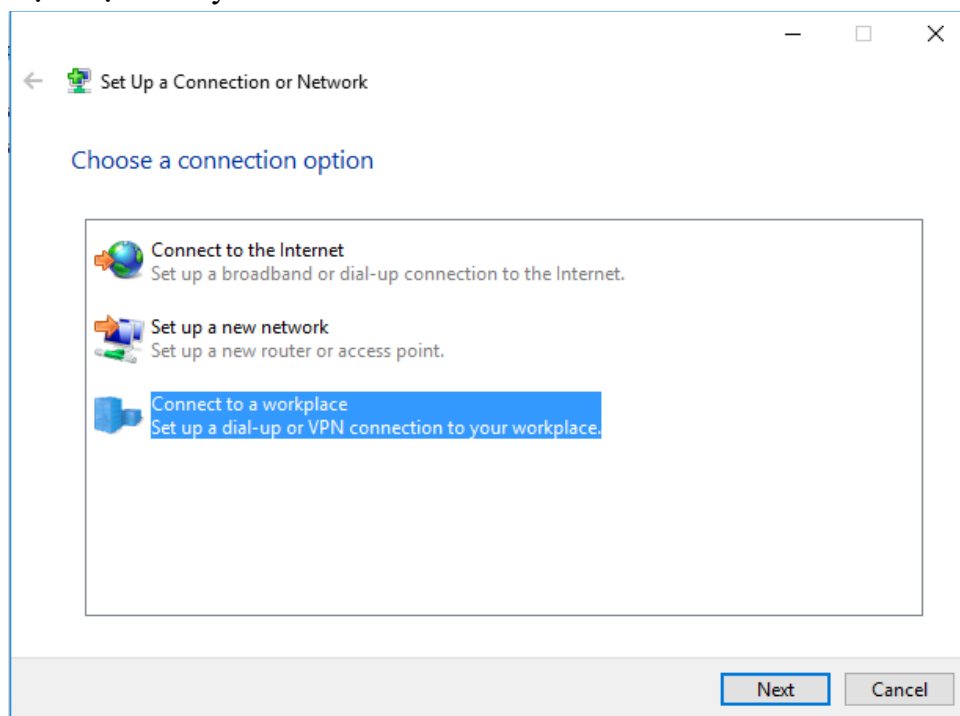 Set Up a Connection or Network
Choose a connection option
Connect to the Internet
Set up a broadband or dial-up connection to the Internet.
Set up a new network
Set up a new router or access point.
Connect to a workplace
Set up a dial-up or VPN connection to your workplace.
Next
Cancel